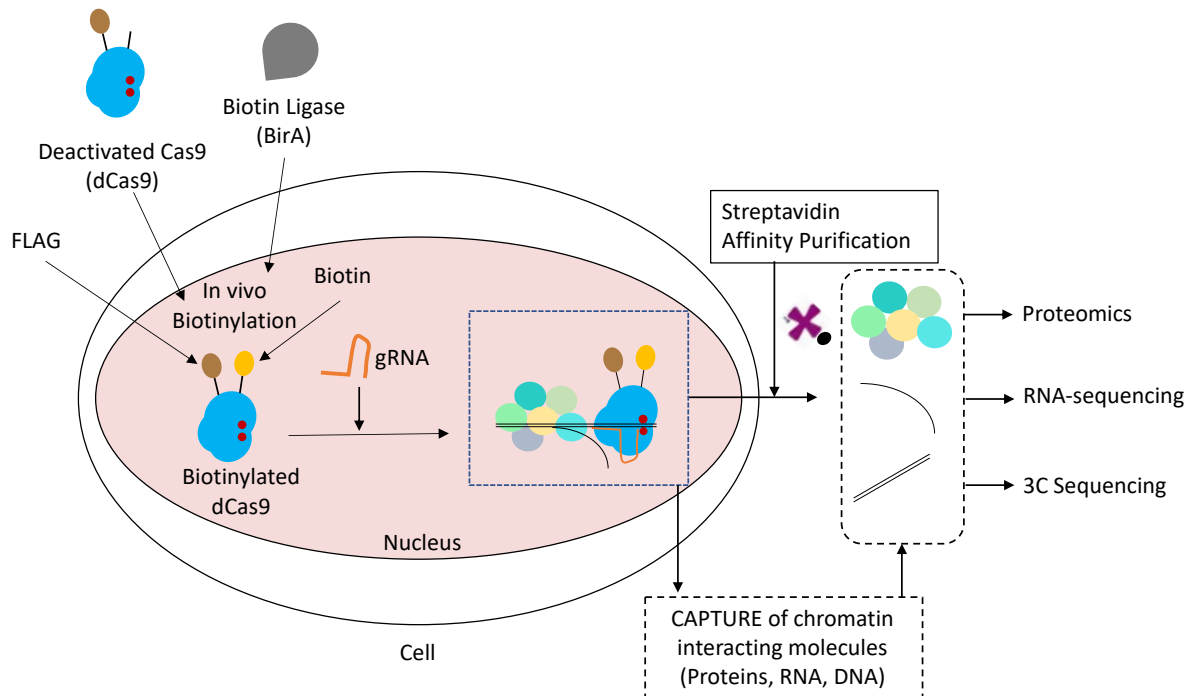 Biotin Ligase
(BirA)
Deactivated Cas9
(dCas9)
FLAG
Streptavidin
Affinity Purification
In vivo
Biotinylation
Biotin
gRNA
Biotinylated
dCas9
Nucleus
Cell
Proteomics
RNA-sequencing
3C Sequencing
CAPTURE of chromatin
interacting molecules
(Proteins, RNA, DNA)